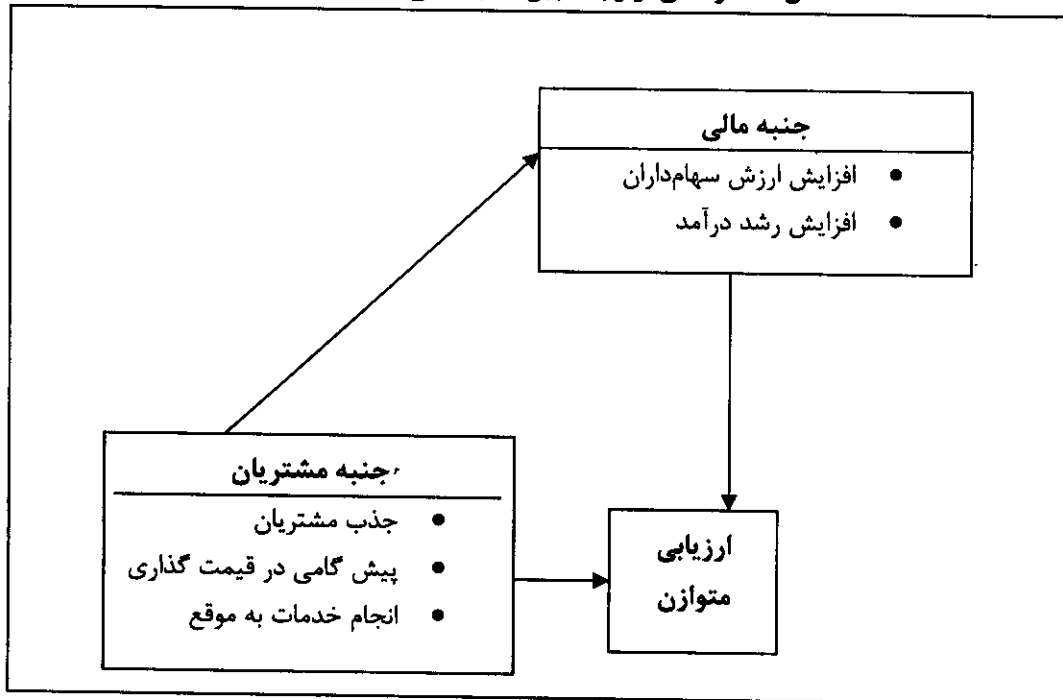 جنبه مالی
● افزایش ارزش سهام‌داران
● افزایش رشد درآمد
جنبه مشتریان
● جذب مشتریان
● پیش گامی در قیمت گذاری
● انجام خدمات به موقع
ارزیابی
متوازن